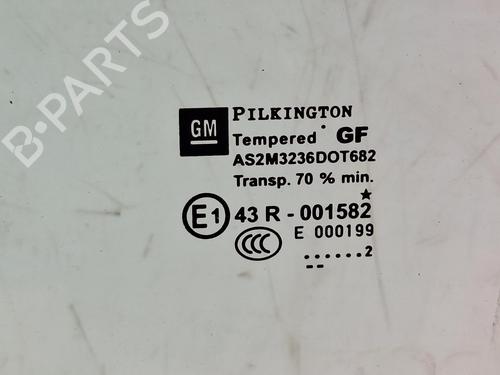 B-PARTS
GM
PILKINGTON
Tempered GF
AS2M3236DOT682
Transp. 70 % min.
E1 43 R - 001582
CCC E 000199
......2
--